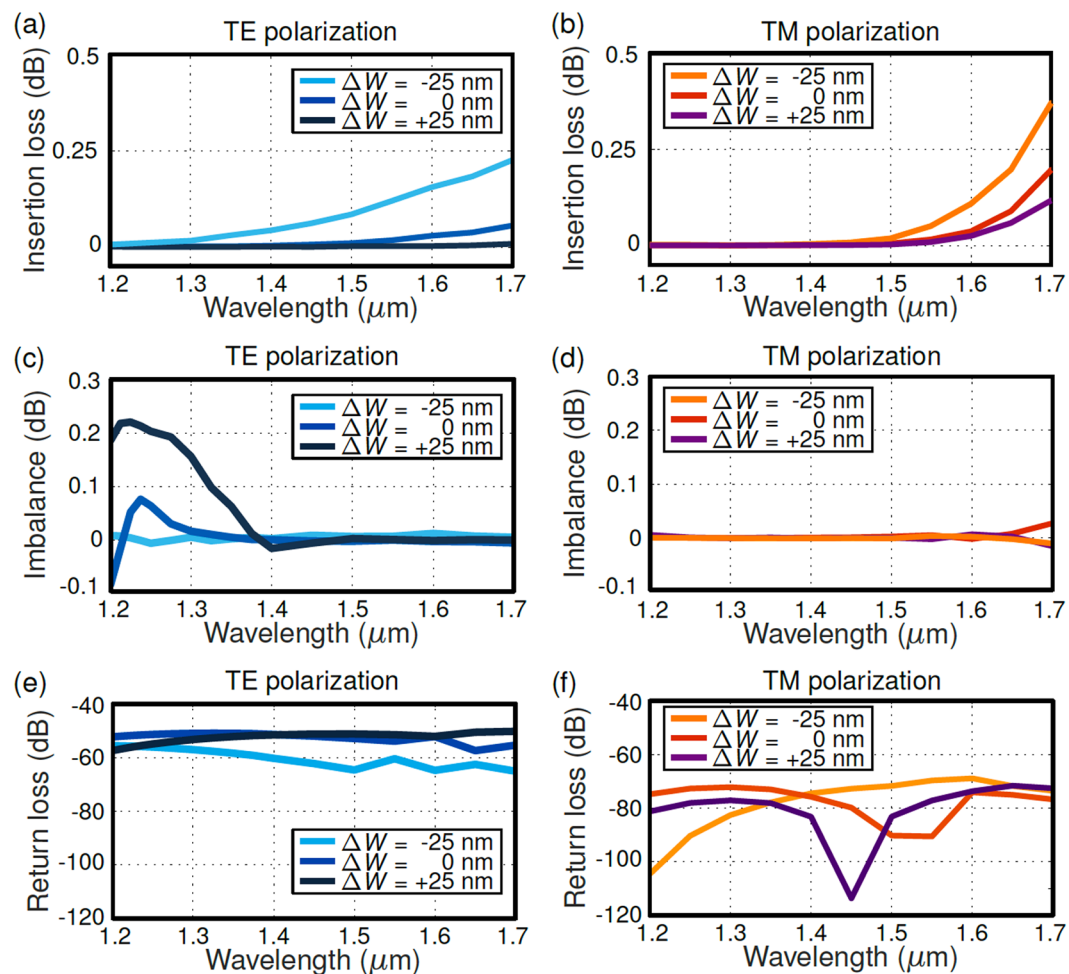 (a)
TE polarization
Insertion loss (dB)
0.5
0.25
0
ΔW = -25 nm
ΔW = 0 nm
ΔW = +25 nm
1.2 1.3 1.4 1.5 1.6 1.7
Wavelength (μm)
(b)
TM polarization
Insertion loss (dB)
0.5
0.25
0
ΔW = -25 nm
ΔW = 0 nm
ΔW = +25 nm
1.2 1.3 1.4 1.5 1.6 1.7
Wavelength (μm)
(c)
TE polarization
Imbalance (dB)
0.3
0.2
0.1
0
-0.1
ΔW = -25 nm
ΔW = 0 nm
ΔW = +25 nm
1.2 1.3 1.4 1.5 1.6 1.7
Wavelength (μm)
(d)
TM polarization
Imbalance (dB)
0.3
0.2
0.1
0
-0.1
ΔW = -25 nm
ΔW = 0 nm
ΔW = +25 nm
1.2 1.3 1.4 1.5 1.6 1.7
Wavelength (μm)
(e)
TE polarization
Return loss (dB)
-40
-60
-80
-100
-120
ΔW = -25 nm
ΔW = 0 nm
ΔW = +25 nm
1.2 1.3 1.4 1.5 1.6 1.7
Wavelength (μm)
(f)
TM polarization
Return loss (dB)
-40
-60
-80
-100
-120
ΔW = -25 nm
ΔW = 0 nm
ΔW = +25 nm
1.2 1.3 1.4 1.5 1.6 1.7
Wavelength (μm)